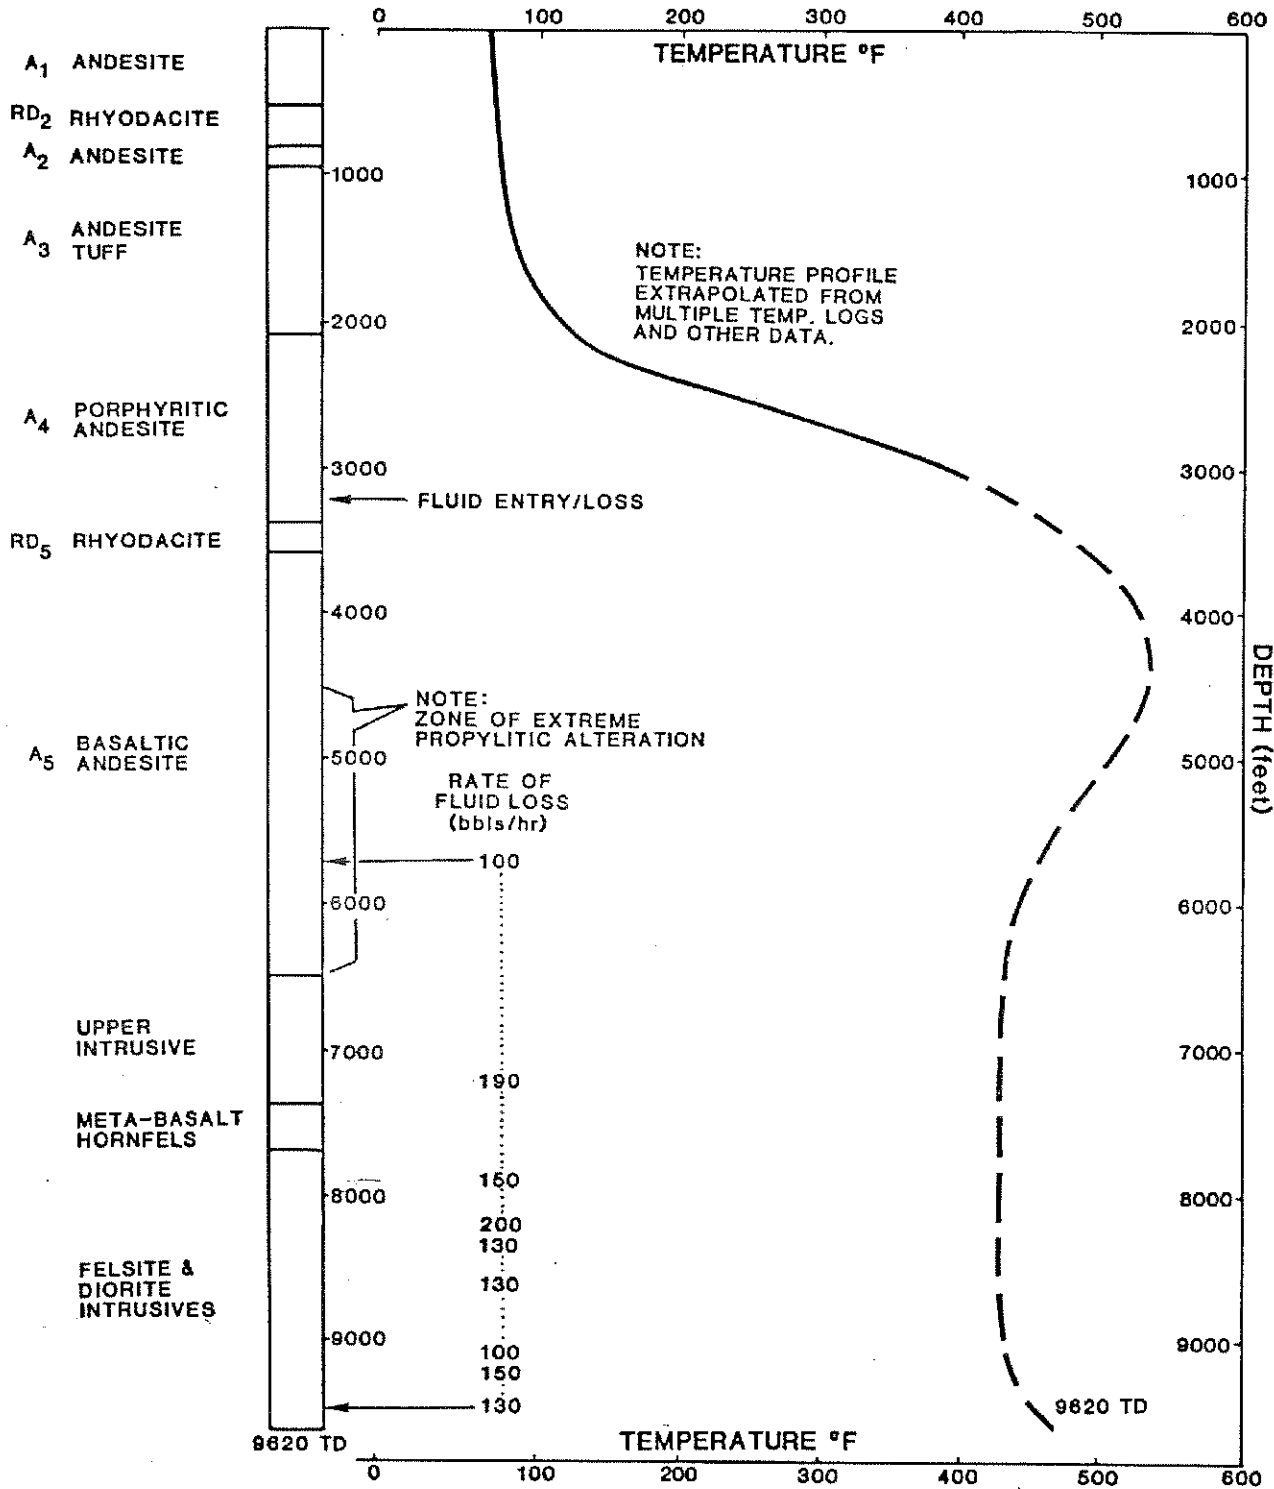 0 100 200 300 400 500 600
TEMPERATURE ºF
A1 ANDESITE
RD2 RHYODACITE
A2 ANDESITE
A3 ANDESITE
TUFF
A4 PORPHYRITIC
ANDESITE
RD5 RHYODACITE
A5 BASALTIC
ANDESITE
UPPER
INTRUSIVE
META-BASALT
HORNFELS
FELSITE &
DIORITE
INTRUSIVES
9620 TD
1000
2000
3000
4000
5000
6000
7000
8000
9000
NOTE:
TEMPERATURE PROFILE
EXTRAPOLATED FROM
MULTIPLE TEMP. LOGS
AND OTHER DATA.
FLUID ENTRY/LOSS
NOTE:
ZONE OF EXTREME
PROPYLITIC ALTERATION
RATE OF
FLUID LOSS
(bbls/hr)
100
190
150
200
130
130
100
150
130
1000
2000
3000
4000
5000
6000
7000
8000
9000
DEPTH (feet)
9620 TD
TEMPERATURE ºF
0 100 200 300 400 500 600